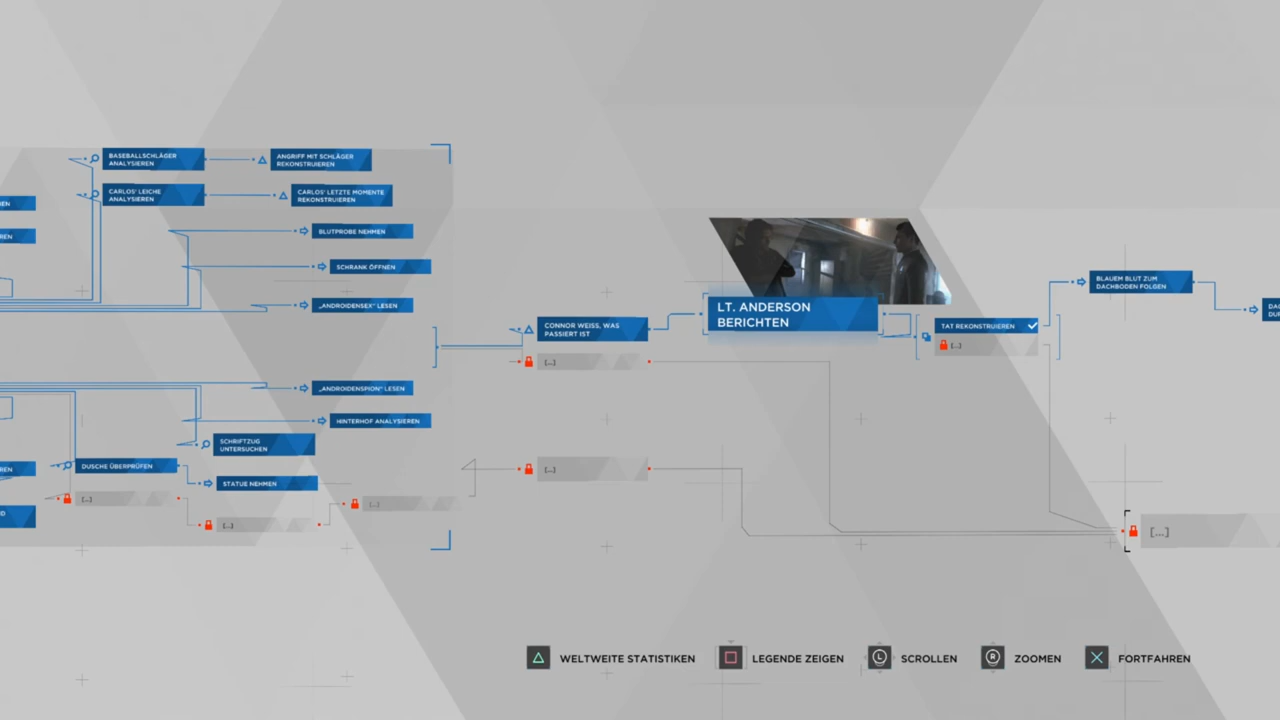 BASEBALLSCHLÄGER
ANALYSIEREN
ANGRIFF MIT SCHLÄGER
REKONSTRUIEREN
CARLOS' LEICHE
ANALYSIEREN
CARLOS' LETZTE MOMENTE
REKONSTRUIEREN
BLUTPROBE NEHMEN
SCHRANK ÖFFNEN
„ANDROIDENSEX" LESEN
CONNOR WEISS, WAS
PASSIERT IST
[...]
LT. ANDERSON
BERICHTEN
TAT REKONSTRUIEREN
[...]
BLAUEM BLUT ZUM
DACHBODEN FOLGEN
„ANDROIDENSPION" LESEN
HINTERHOF ANALYSIEREN
SCHRIFTZUG
UNTERSUCHEN
DUSCHE ÜBERPRÜFEN
STATUE NEHMEN
[...]
[...]
[...]
[...]
[...]
WELTWEITE STATISTIKEN
LEGENDE ZEIGEN
L
SCROLLEN
R
ZOOMEN
FORTFAHREN